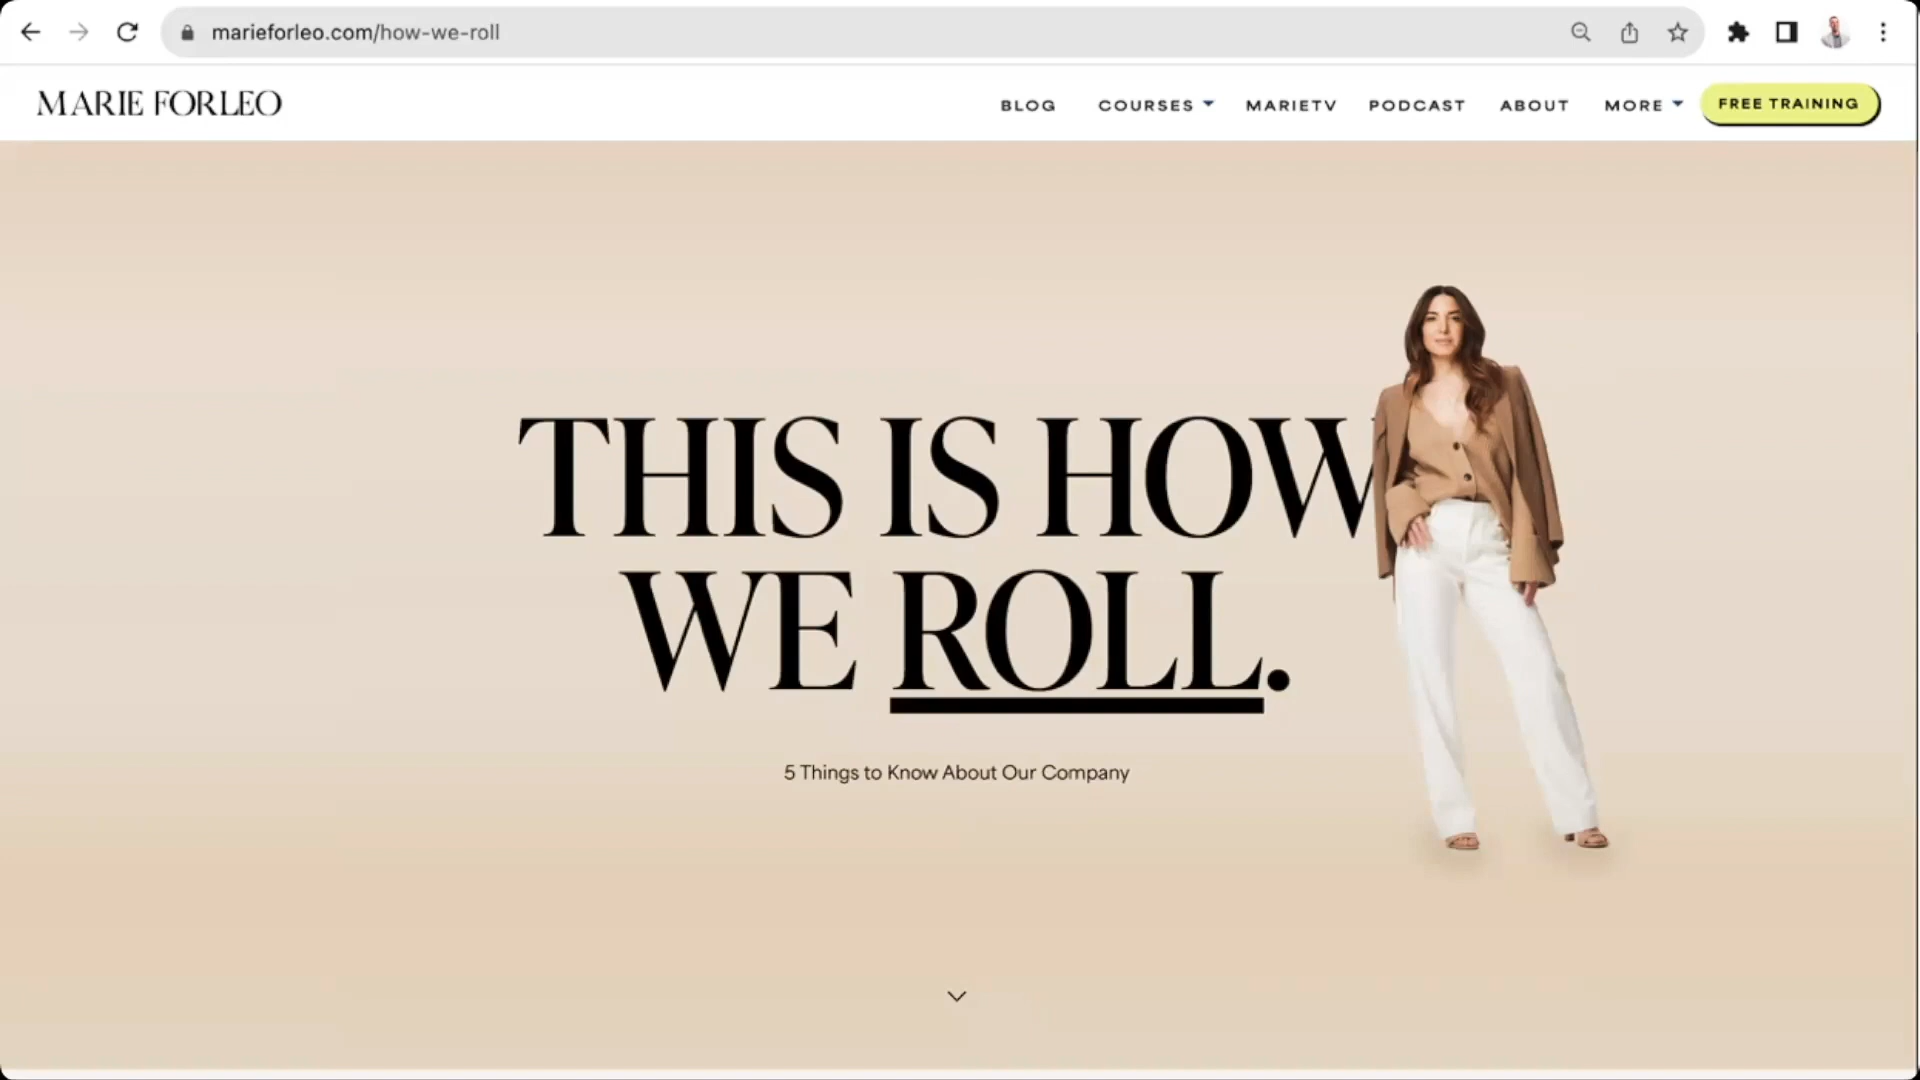 marieforleo.com/how-we-roll
MARIE FORLEO
BLOG COURSES MARIETV PODCAST ABOUT MORE FREE TRAINING
THIS IS HOW
WE ROLL.
5 Things to Know About Our Company